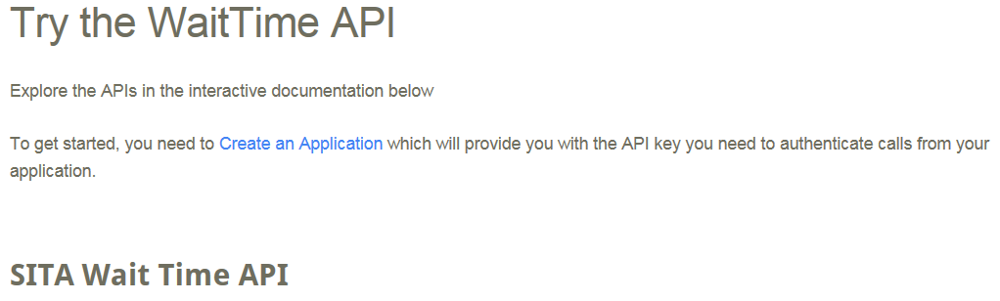 Try the WaitTime API
Explore the APIs in the interactive documentation below
To get started, you need to Create an Application which will provide you with the API key you need to authenticate calls from your
application.
SITA Wait Time API